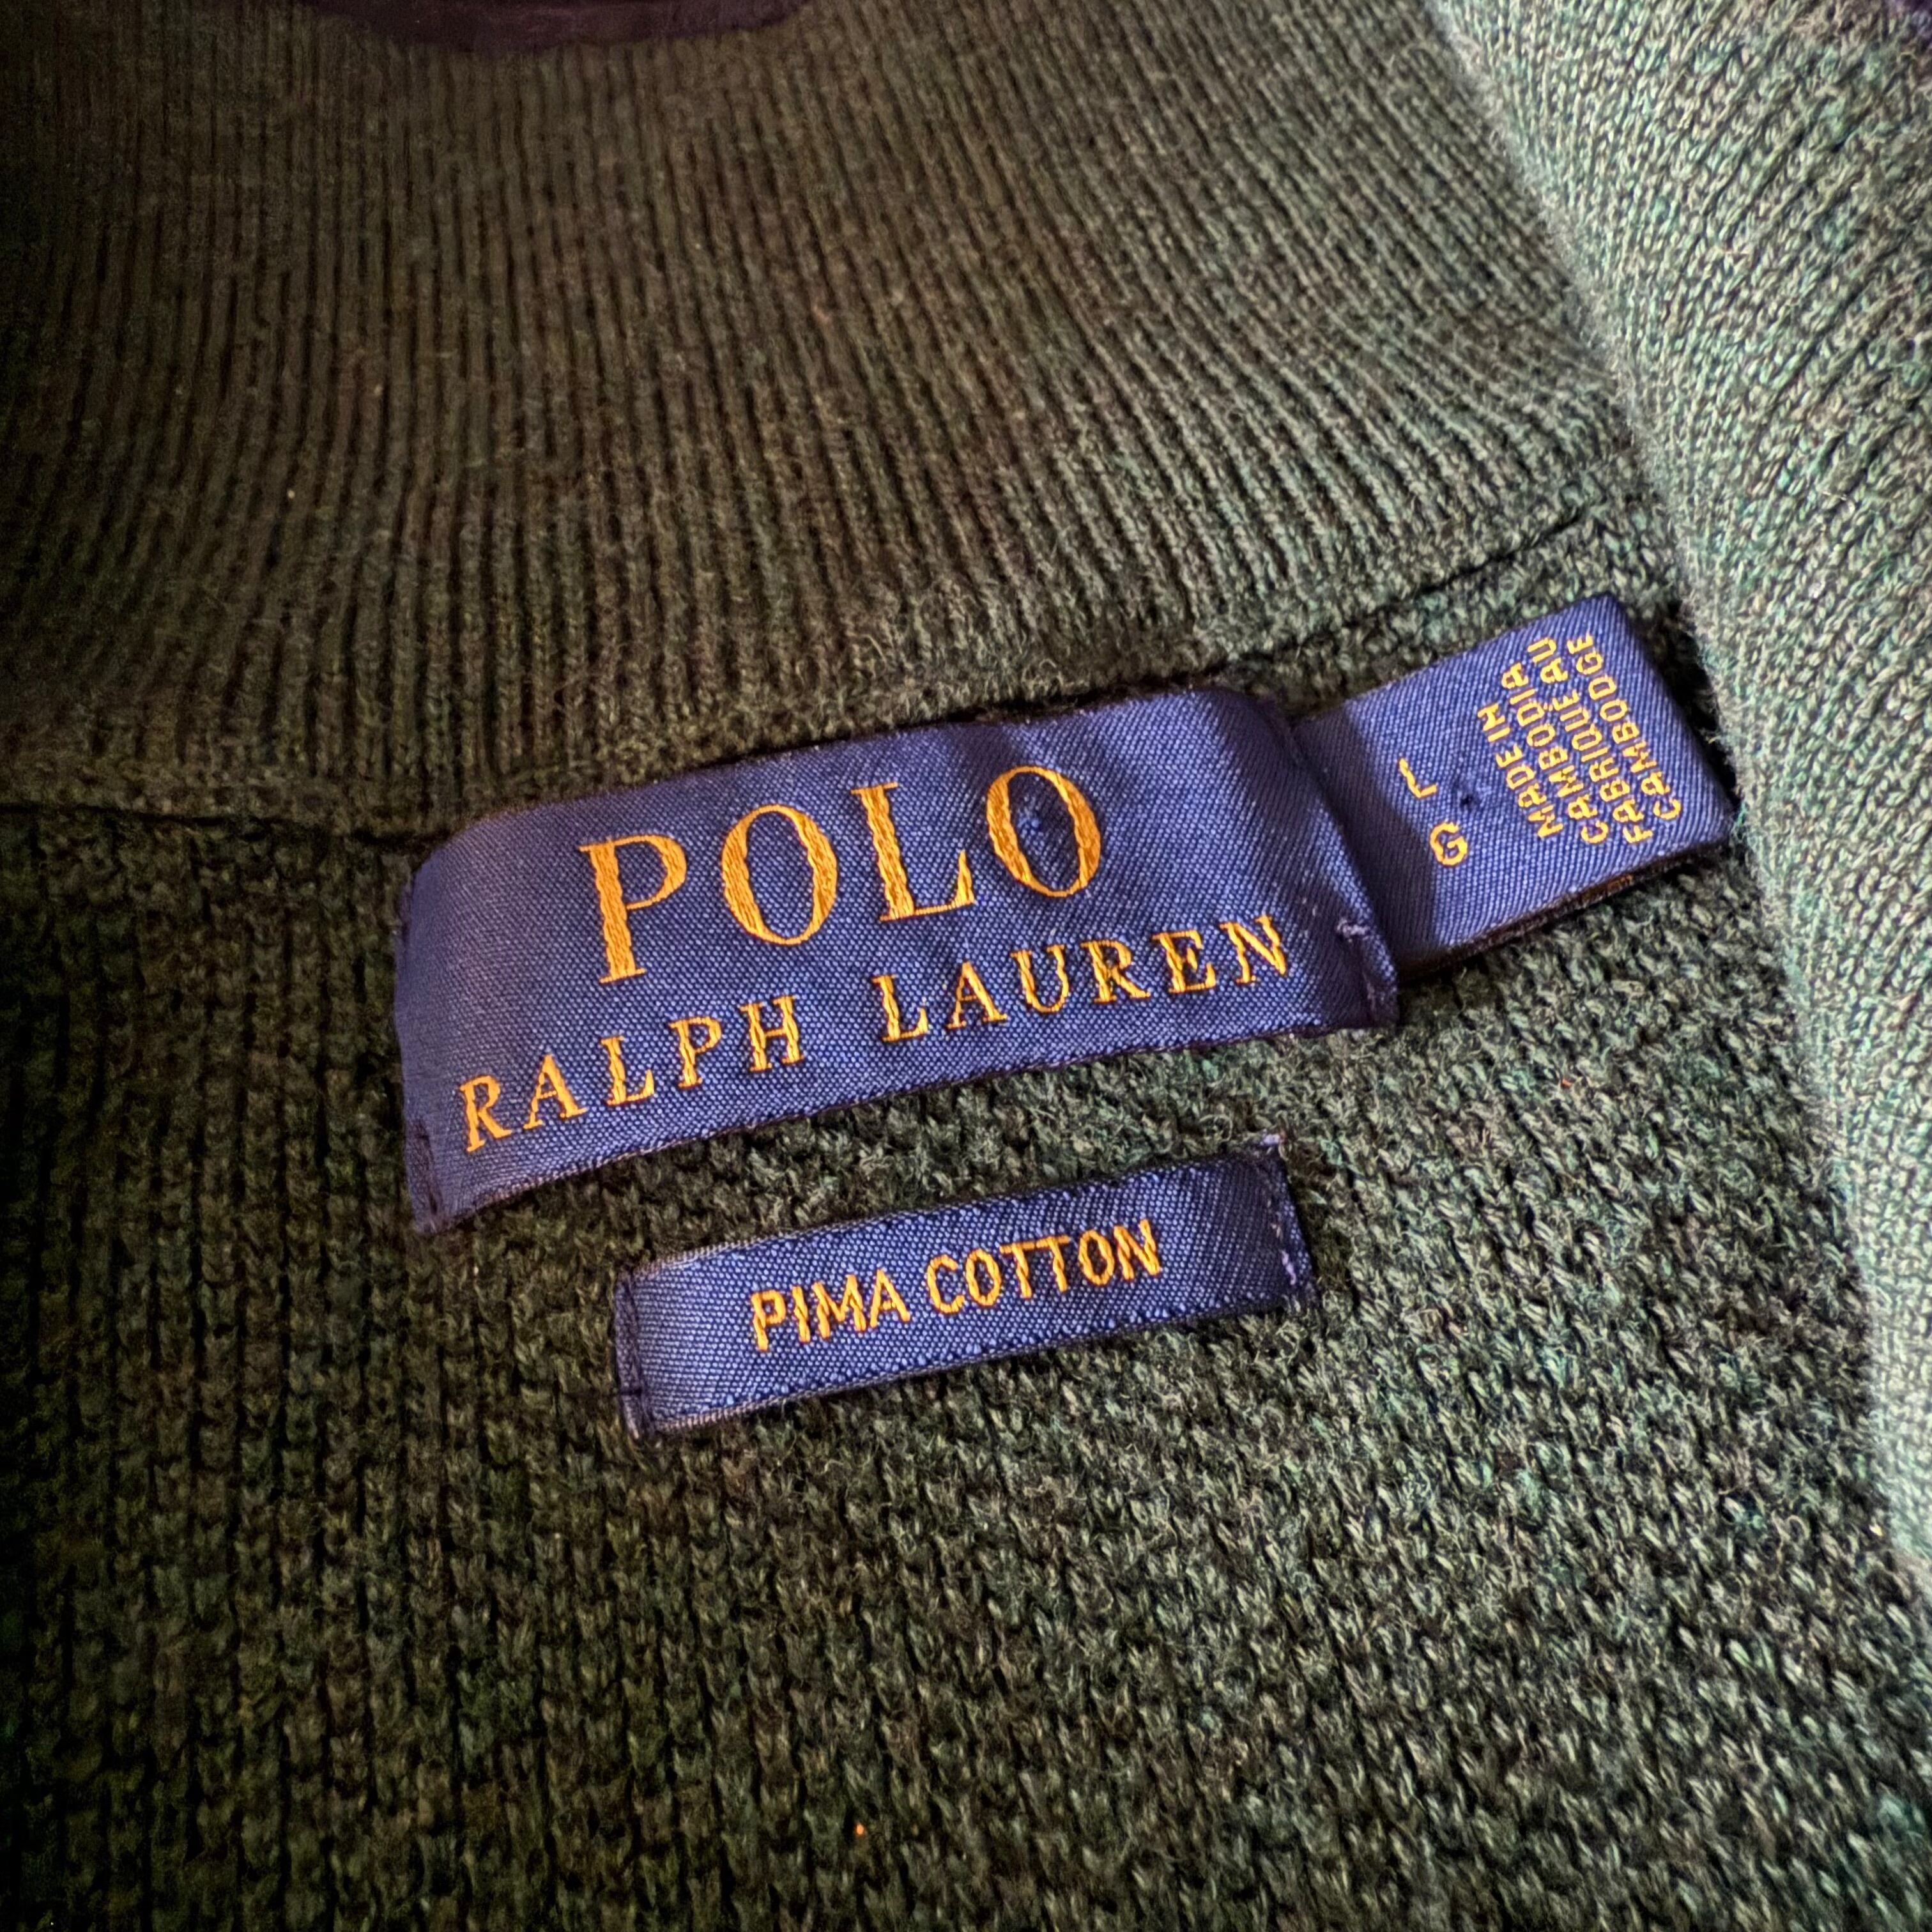 POLO
RALPH LAUREN
L
G
MADE IN
CAMBODIA
FABRIQUÉ AU
CAMBODGE
PIMA COTTON